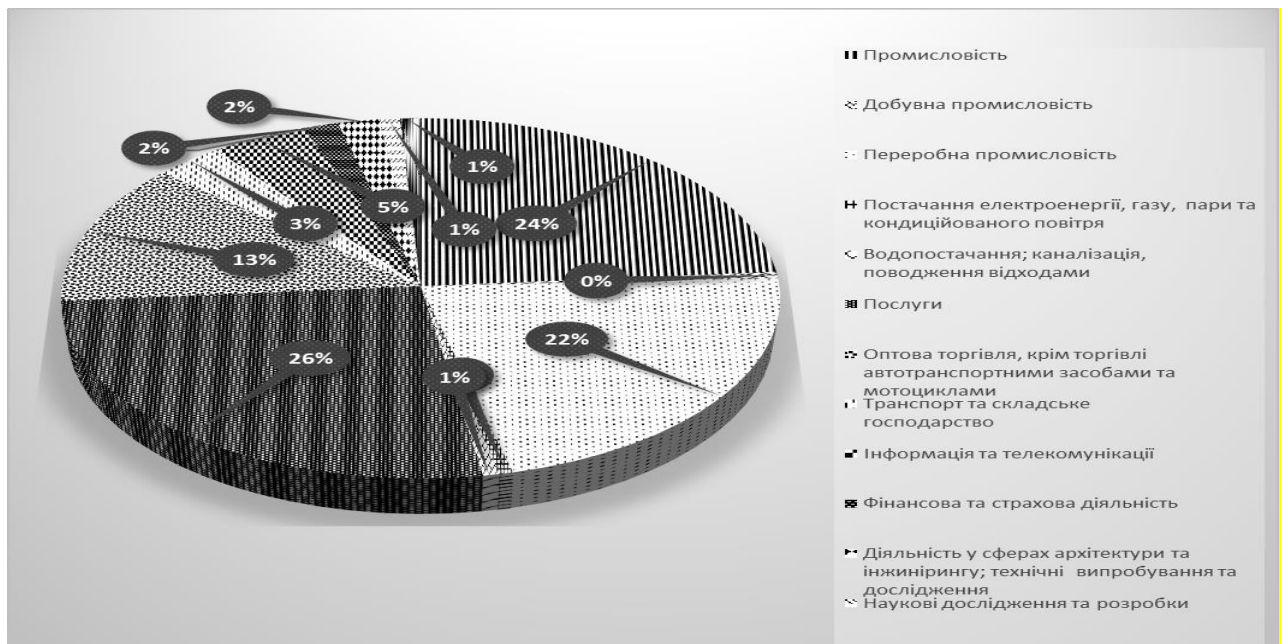 2%
2%
1%
5%
3%
1%
24%
13%
0%
22%
26%
1%
Промисловість
Добувна промисловість
Переробна промисловість
Постачання електроенергії, газу, пари та
кондиційованого повітря
Водопостачання; каналізація,
поводження відходами
Послуги
Оптова торгівля, крім торгівлі
автотранспортними засобами та
мотоциклами
Транспорт та складське
господарство
Інформація та телекомунікації
Фінансова та страхова діяльність
Діяльність у сферах архітектури та
інжинірингу; технічні випробування та
дослідження
Наукові дослідження та розробки